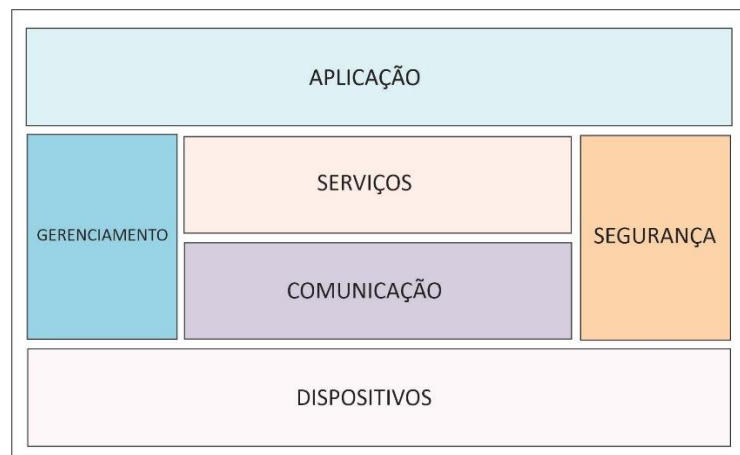 APLICAÇÃO
GERENCIAMENTO
SERVIÇOS
COMUNICAÇÃO
SEGURANÇA
DISPOSITIVOS